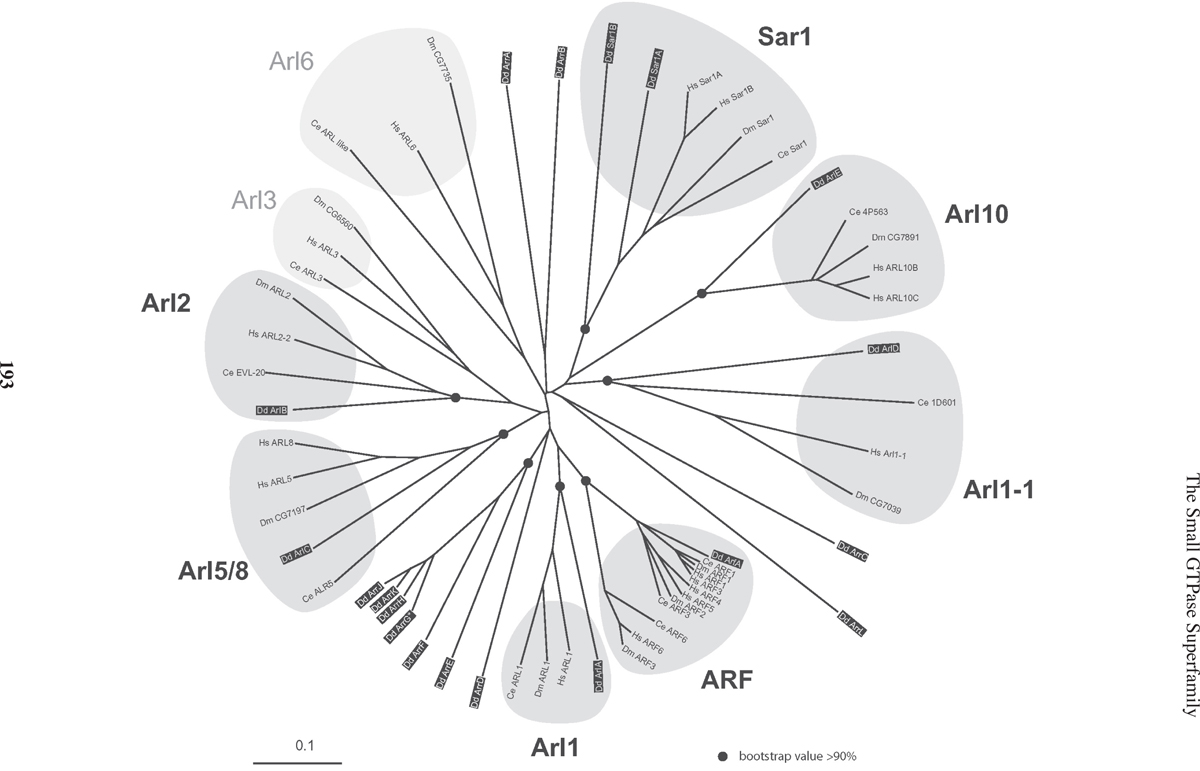 Sar1
Arl6
Dm CG7735
Dd ArrA
Dd ArrB
Dd Sar1B
Dd Sar1A
Hs Sar1A
Hs Sar1B
Dm Sar1
Ce Sar1
Ce ARL like
Hs ARL6
Arl3
Dm CG6560
Hs ARL3
Ce ARL3
Dd ArlE
Ce 4P563
Dm CG7891
Hs ARL10B
Hs ARL10C
Arl10
Arl2
Dm ARL2
Hs ARL2-2
Ce EVL-20
Dd ArlB
Dd ArlD
Ce 1D601
Hs Arl1-1
Dm CG7039
Arl1-1
Hs ARL8
Hs ARL5
Dm CG7197
Dd ArlC
Ce ALR5
Arl5/8
Dd ArrC
Dd ArrL
Dd ArrJ
Dd ArrK
Dd ArrH
Dd ArrG*
Dd ArrF
Dd ArrE
Dd ArrD
Ce ARL1
Dm ARL1
Hs ARL1
Dd ArlA
Arl1
Dd ArfA
Ce ARF1
Dm ARF1
Hs ARF1
Hs ARF3
Hs ARF4
Hs ARF5
Dm ARF2
Ce ARF3
Ce ARF6
Hs ARF6
Dm ARF3
ARF
0.1
bootstrap value >90%
193
The Small GTPase Superfamily